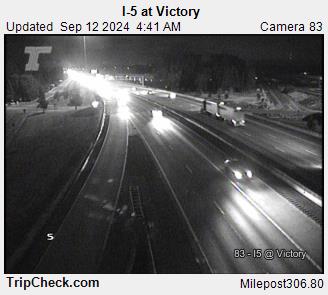 I-5 at Victory
Updated Sep 12 2024 4:41 AM Camera 83
T
S
83 - I5 @ Victory
TripCheck.com Milepost306.80